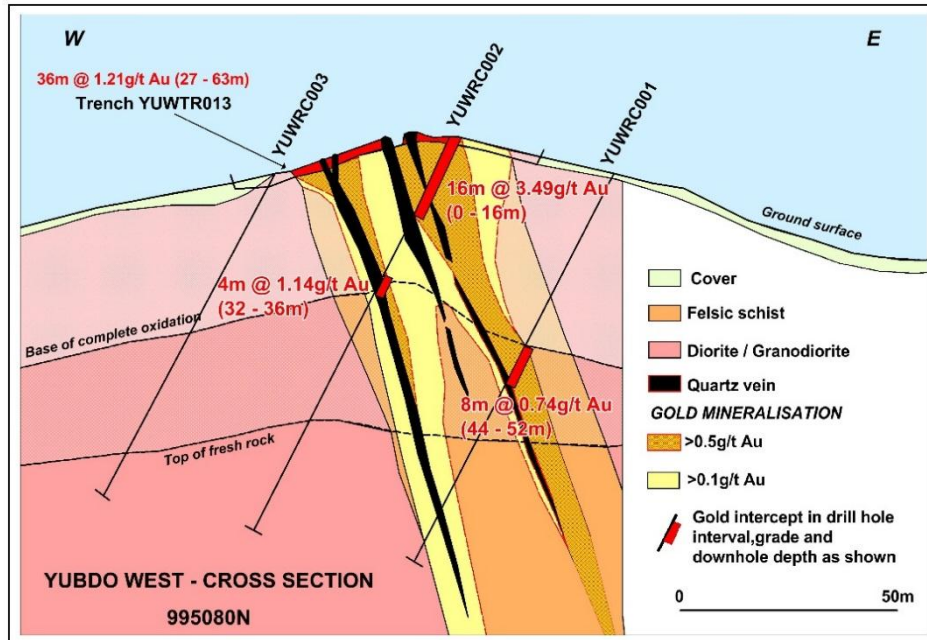 W
E
36m @ 1.21g/t Au (27 - 63m)
Trench YUWTR013
YUWRC003
YUWRC002
YUWRC001
16m @ 3.49g/t Au
(0 - 16m)
Ground surface
4m @ 1.14g/t Au
(32 - 36m)
Base of complete oxidation
8m @ 0.74g/t Au
(44 - 52m)
Top of fresh rock
Cover
Felsic schist
Diorite / Granodiorite
Quartz vein
GOLD MINERALISATION
>0.5g/t Au
>0.1g/t Au
Gold intercept in drill hole
interval,grade and
downhole depth as shown
YUBDO WEST - CROSS SECTION
995080N
0
50m